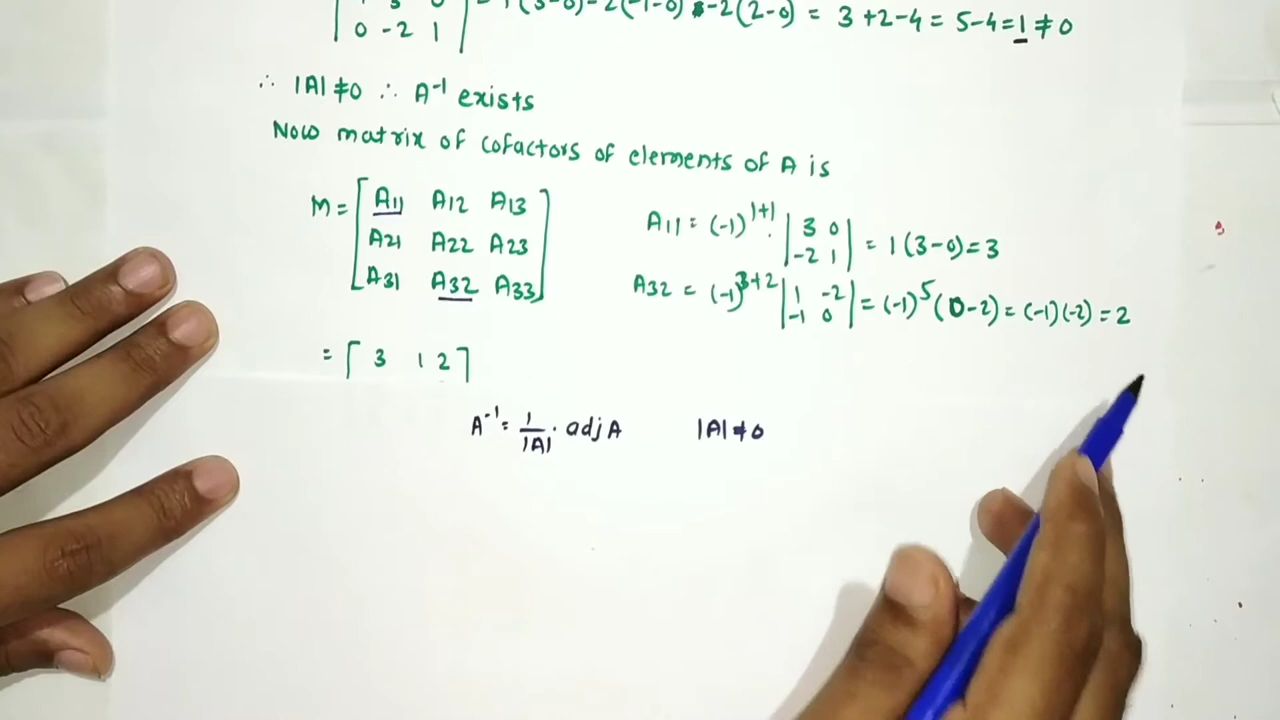 3 0 | = 1(3-0)-2(-1-0) -2(2-0) = 3+2-4 = 5-4=1≠0
0 -2 1
∴ |A|≠0 ∴ A⁻¹ exists
Now matrix of cofactors of elements of A is
M = [A11 A12 A13 A11 = (-1)¹⁺¹ | 3 0
A21 A22 A23 -2 1 | = 1(3-0)=3
A31 A32 A33] A32 = (-1)³⁺² | 1 -2
-1 0 | = (-1)⁵(0-2) = (-1)(-2) = 2
= [ 3 1 2 ]
A⁻¹ = 1/|A| · adj A |A|≠0